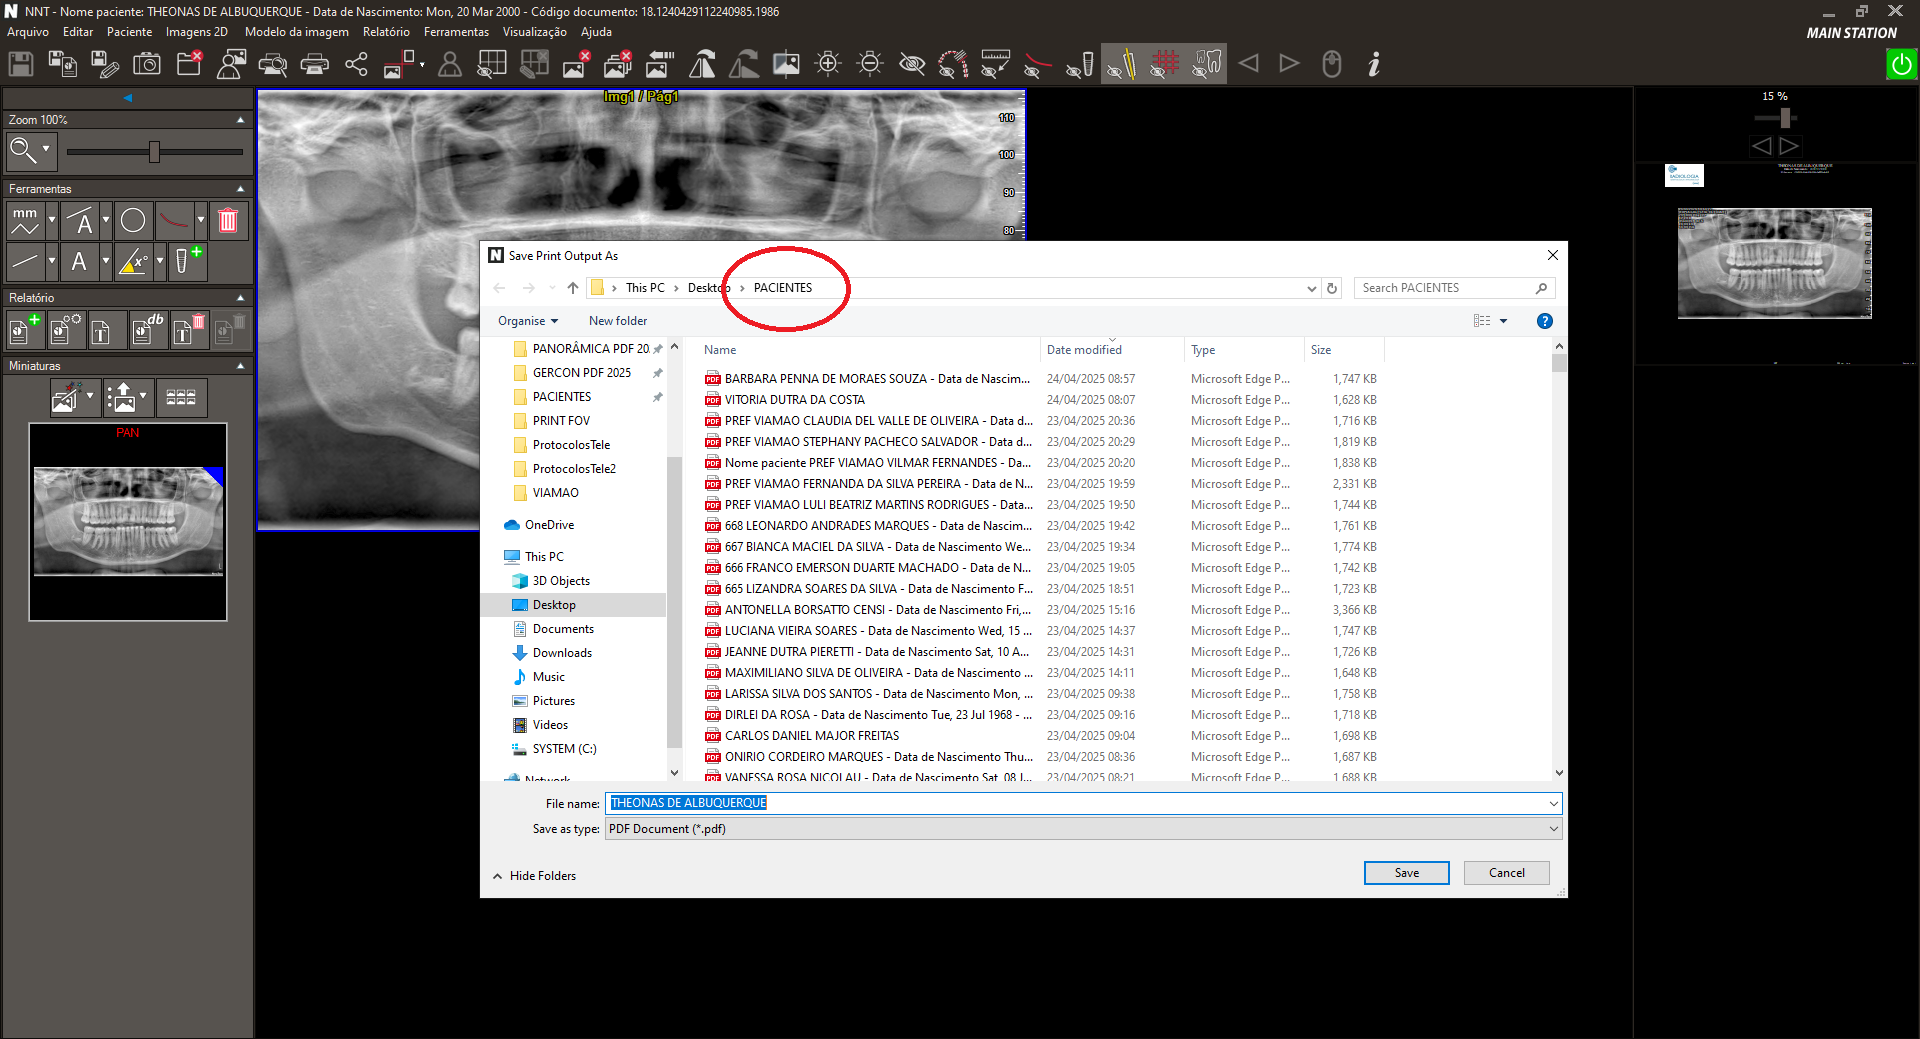 NNT - Nome paciente: THEONAS DE ALBUQUERQUE - Data de Nascimento: Mon, 20 Mar 2000 - Código documento: 18.1240429112240985.1986
Arquivo Editar Paciente Imagens 2D Modelo da imagem Relatório Ferramentas Visualização Ajuda
MAIN STATION
Zoom 100%
Ferramentas
mm
A
A
x°
Relatório
T
db
T
Miniaturas
PAN
L
Img1 / Pág1
110
100
90
80
15 %
RADIOLOGIA
THEONAS DE ALBUQUERQUE
Save Print Output As
This PC > Desktop > PACIENTES
Search PACIENTES
Organise
New folder
PANORÂMICA PDF 20
GERCON PDF 2025
PACIENTES
PRINT FOV
ProtocolosTele
ProtocolosTele2
VIAMAO
OneDrive
This PC
3D Objects
Desktop
Documents
Downloads
Music
Pictures
Videos
SYSTEM (C:)
Network
Name Date modified Type Size
BARBARA PENNA DE MORAES SOUZA - Data de Nascim... 24/04/2025 08:57 Microsoft Edge P... 1,747 KB
VITORIA DUTRA DA COSTA 24/04/2025 08:07 Microsoft Edge P... 1,628 KB
PREF VIAMAO CLAUDIA DEL VALLE DE OLIVEIRA - Data d... 23/04/2025 20:36 Microsoft Edge P... 1,716 KB
PREF VIAMAO STEPHANY PACHECO SALVADOR - Data d... 23/04/2025 20:29 Microsoft Edge P... 1,819 KB
Nome paciente PREF VIAMAO VILMAR FERNANDES - Da... 23/04/2025 20:20 Microsoft Edge P... 1,838 KB
PREF VIAMAO FERNANDA DA SILVA PEREIRA - Data de N... 23/04/2025 19:59 Microsoft Edge P... 2,331 KB
PREF VIAMAO LULI BEATRIZ MARTINS RODRIGUES - Data... 23/04/2025 19:50 Microsoft Edge P... 1,744 KB
668 LEONARDO ANDRADES MARQUES - Data de Nascim... 23/04/2025 19:42 Microsoft Edge P... 1,761 KB
667 BIANCA MACIEL DA SILVA - Data de Nascimento We... 23/04/2025 19:34 Microsoft Edge P... 1,774 KB
666 FRANCO EMERSON DUARTE MACHADO - Data de N... 23/04/2025 19:05 Microsoft Edge P... 1,742 KB
665 LIZANDRA SOARES DA SILVA - Data de Nascimento F... 23/04/2025 18:51 Microsoft Edge P... 1,723 KB
ANTONELLA BORSATTO CENSI - Data de Nascimento Fri,... 23/04/2025 15:16 Microsoft Edge P... 3,366 KB
LUCIANA VIEIRA SOARES - Data de Nascimento Wed, 15 ... 23/04/2025 14:37 Microsoft Edge P... 1,747 KB
JEANNE DUTRA PIERETTI - Data de Nascimento Sat, 10 A... 23/04/2025 14:31 Microsoft Edge P... 1,726 KB
MAXIMILIANO SILVA DE OLIVEIRA - Data de Nascimento ... 23/04/2025 14:11 Microsoft Edge P... 1,648 KB
LARISSA SILVA DOS SANTOS - Data de Nascimento Mon, ... 23/04/2025 09:38 Microsoft Edge P... 1,758 KB
DIRLEI DA ROSA - Data de Nascimento Tue, 23 Jul 1968 - ... 23/04/2025 09:16 Microsoft Edge P... 1,718 KB
CARLOS DANIEL MAJOR FREITAS 23/04/2025 09:04 Microsoft Edge P... 1,698 KB
ONIRIO CORDEIRO MARQUES - Data de Nascimento Thu... 23/04/2025 08:36 Microsoft Edge P... 1,687 KB
VANESSA ROSA NICOLAU - Data de Nascimento Sat, 08 J... 23/04/2025 08:21 Microsoft Edge P... 1,688 KB
File name: THEONAS DE ALBUQUERQUE
Save as type: PDF Document (*.pdf)
Hide Folders
Save
Cancel